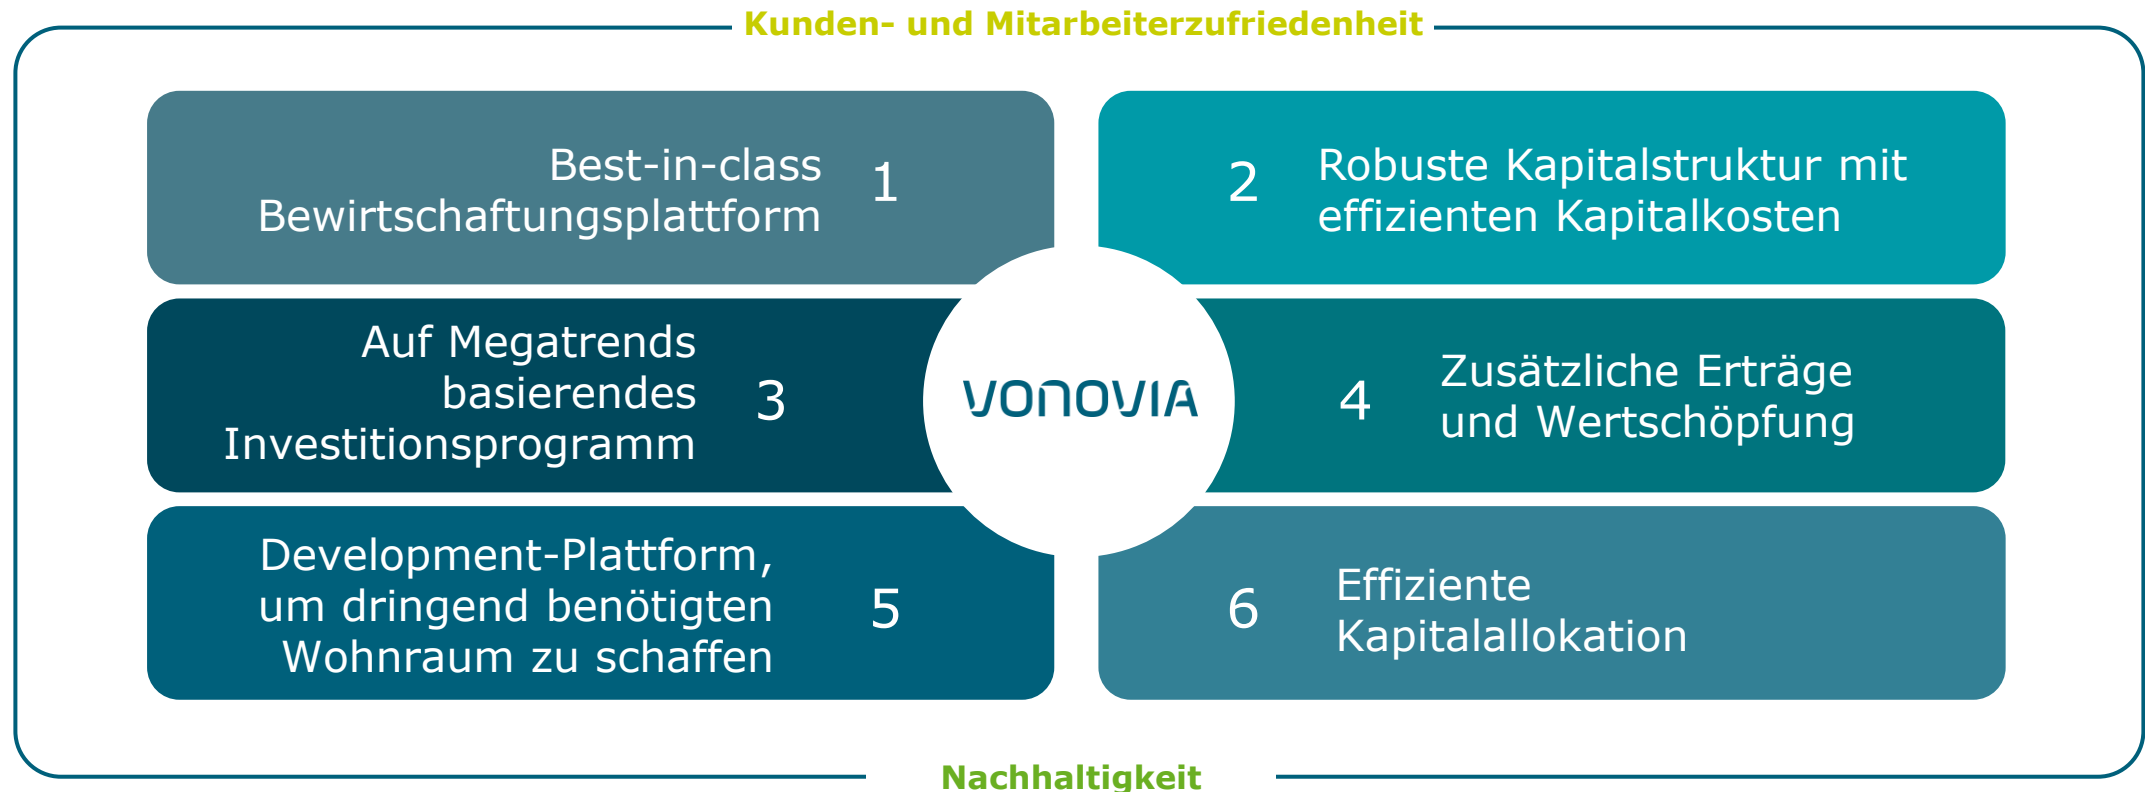 Kunden- und Mitarbeiterzufriedenheit
Best-in-class
Bewirtschaftungsplattform
1
2
Robuste Kapitalstruktur mit
effizienten Kapitalkosten
Auf Megatrends
basierendes
Investitionsprogramm
3
VONOVIA
4
Zusätzliche Erträge
und Wertschöpfung
Development-Plattform,
um dringend benötigten
Wohnraum zu schaffen
5
6
Effiziente
Kapitalallokation
Nachhaltigkeit